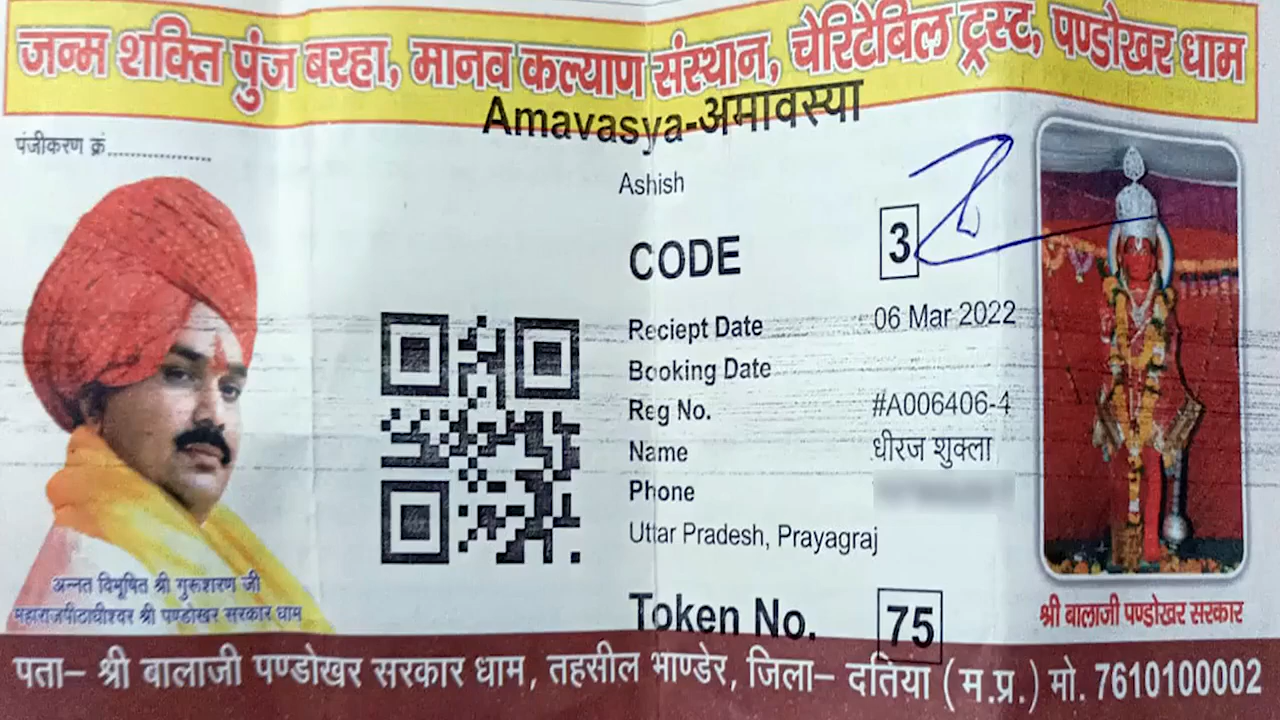 जन्म शक्ति पुंज बरहा, मानव कल्याण संस्थान, चेरिटेबिल ट्रस्ट, पण्डोखर धाम
Amavasya-अमावस्या
पंजीकरण क्रं....................
Ashish
CODE 3
Reciept Date 06 Mar 2022
Booking Date
Reg No. #A006406-4
Name धीरज शुक्ला
Phone
Uttar Pradesh, Prayagraj
Token No. 75
अन्नत विभूषित श्री गुरूशरण जी
महाराजपीठाधीश्वर श्री पण्डोखर सरकार धाम
श्री बालाजी पण्डोखर सरकार
पता– श्री बालाजी पण्डोखर सरकार धाम, तहसील भाण्डेर, जिला– दतिया (म.प्र.) मो. 7610100002